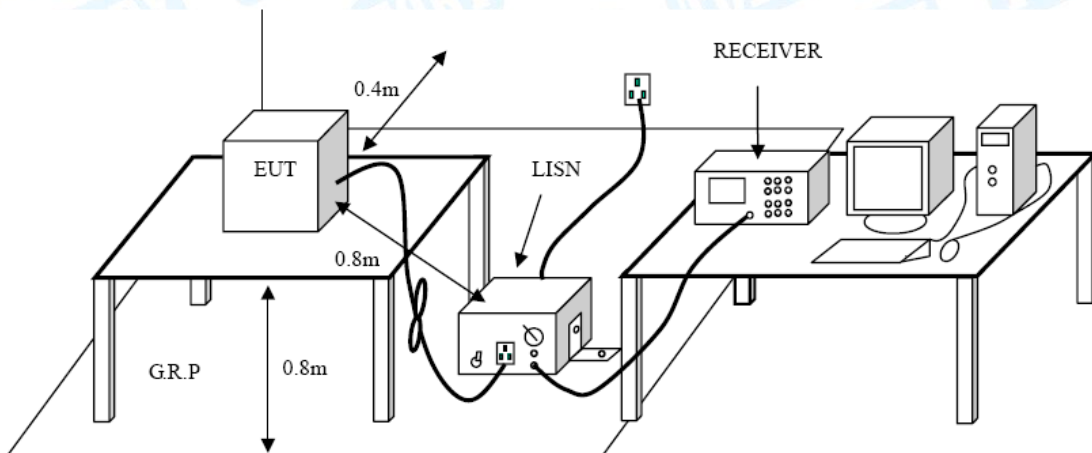 RECEIVER
0.4m
EUT
LISN
0.8m
G.R.P
0.8m